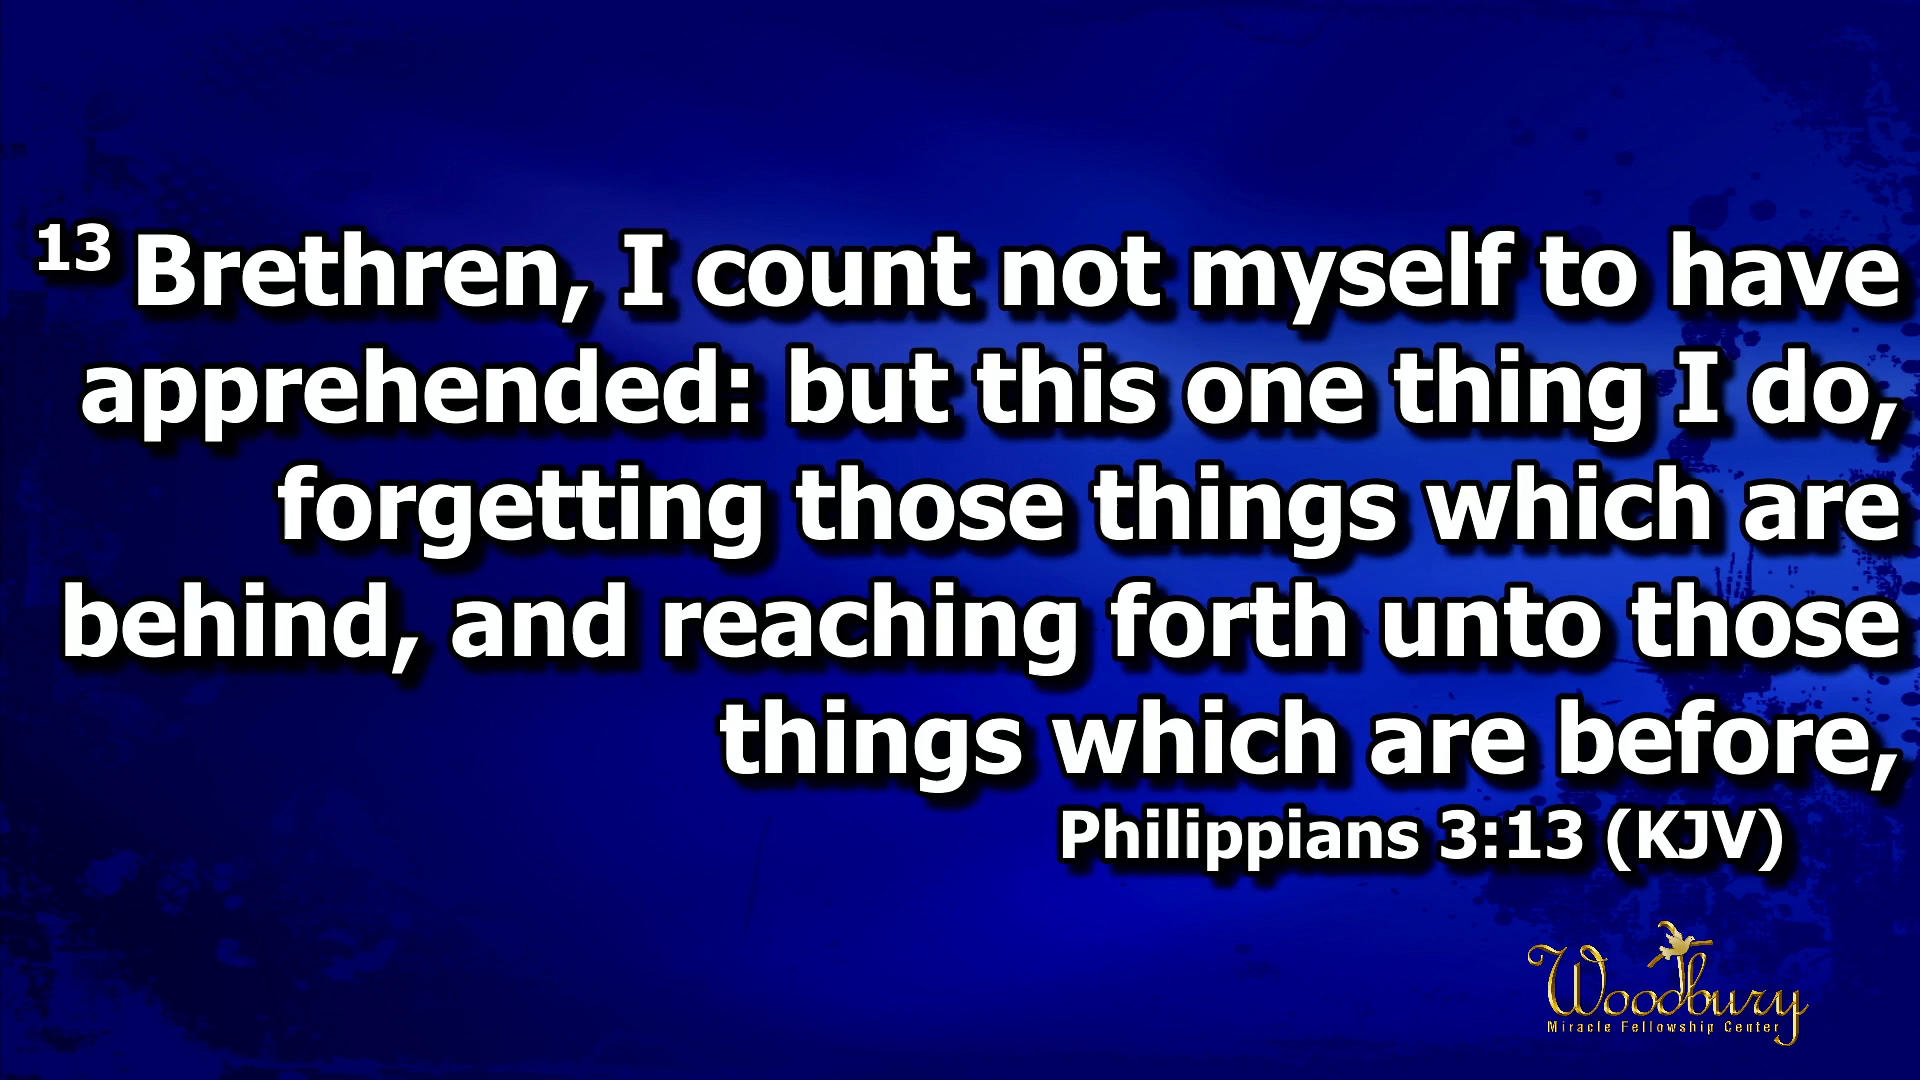 13 Brethren, I count not myself to have
apprehended: but this one thing I do,
forgetting those things which are
behind, and reaching forth unto those
things which are before,
Philippians 3:13 (KJV)
Woodbury
Miracle Fellowship Center